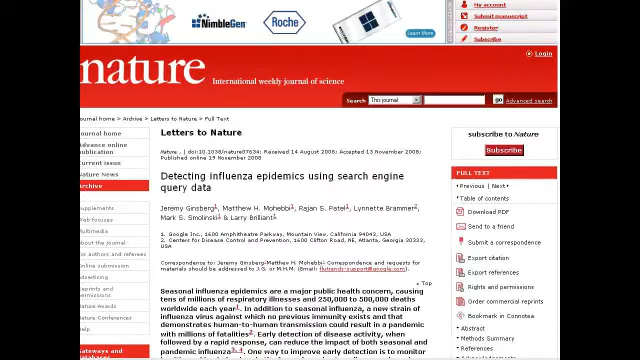 My account
Submit manuscript
Register
Subscribe
NimbleGen
Roche
Learn More
nature
International weekly journal of science
Login
Search
This journal
go
Advanced search
Journal home > Archive > Letters to Nature > Full Text
Journal home
Advance online
publication
Current issue
Nature News
Archive
Supplements
Web focuses
Multimedia
About the journal
For authors and referees
Online submission
Advertising
Reprints and
permissions
Nature Awards
Nature Conferences
Help
Gateways and
databases
Letters to Nature
Nature , | doi:10.1038/nature07634; Received 14 August 2008; Accepted 13 November 2008;
Published online 19 November 2008
Detecting influenza epidemics using search engine
query data
Jeremy Ginsberg1, Matthew H. Mohebbi1, Rajan S. Patel1, Lynnette Brammer2,
Mark S. Smolinski1 & Larry Brilliant1
1. Google Inc., 1600 Amphitheatre Parkway, Mountain View, California 94043, USA
2. Centers for Disease Control and Prevention, 1600 Clifton Road, NE, Atlanta, Georgia 30333,
USA
Correspondence to: Jeremy Ginsberg1Matthew H. Mohebbi1 Correspondence and requests for
materials should be addressed to J.G. or M.H.M. (Email: flutrends-support@google.com).
Top
Seasonal influenza epidemics are a major public health concern, causing
tens of millions of respiratory illnesses and 250,000 to 500,000 deaths
worldwide each year1. In addition to seasonal influenza, a new strain of
influenza virus against which no previous immunity exists and that
demonstrates human-to-human transmission could result in a pandemic
with millions of fatalities2. Early detection of disease activity, when
followed by a rapid response, can reduce the impact of both seasonal and
pandemic influenza3, 4. One way to improve early detection is to monitor
subscribe to Nature
Subscribe
FULL TEXT
Previous | Next
Table of contents
Download PDF
Send to a friend
Submit a correspondence
Export citation
Export references
Rights and permissions
Order commercial reprints
Bookmark in Connotea
Abstract
Methods Summary
References